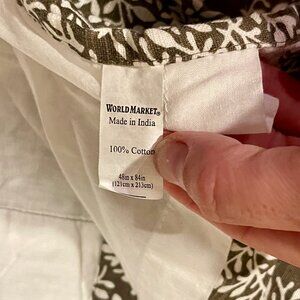 WORLD MARKET®
Made in India
100% Cotton
48in x 84in
(121cm x 213cm)